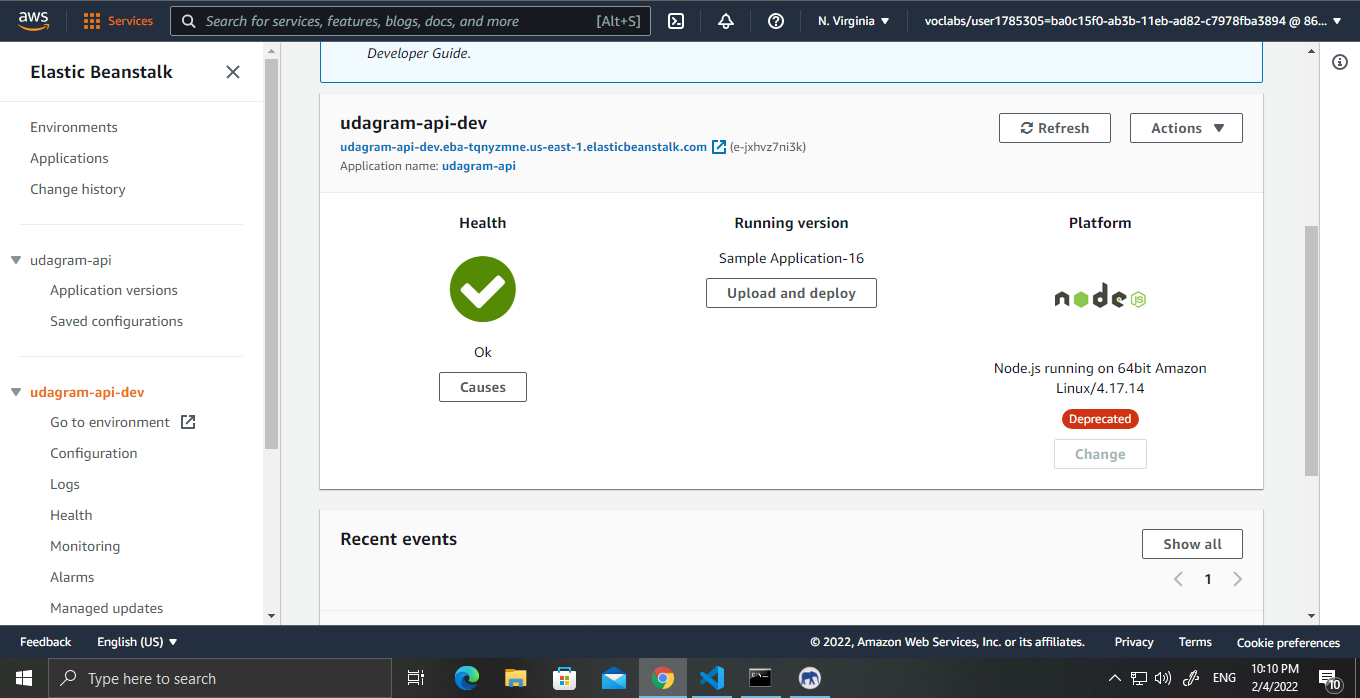 aws
Services
Search for services, features, blogs, docs, and more
[Alt+S]
N. Virginia
voclabs/user1785305=ba0c15f0-ab3b-11eb-ad82-c7978fba3894 @ 86...
Elastic Beanstalk
Environments
Applications
Change history
udagram-api
Application versions
Saved configurations
udagram-api-dev
Go to environment
Configuration
Logs
Health
Monitoring
Alarms
Managed updates
Developer Guide.
udagram-api-dev
udagram-api-dev.eba-tqnyzmne.us-east-1.elasticbeanstalk.com (e-jxhvz7ni3k)
Application name: udagram-api
Refresh
Actions
Health
Ok
Causes
Running version
Sample Application-16
Upload and deploy
Platform
node JS
Node.js running on 64bit Amazon
Linux/4.17.14
Deprecated
Change
Recent events
Show all
1
Feedback
English (US)
© 2022, Amazon Web Services, Inc. or its affiliates.
Privacy
Terms
Cookie preferences
Type here to search
ENG
10:10 PM
2/4/2022
10